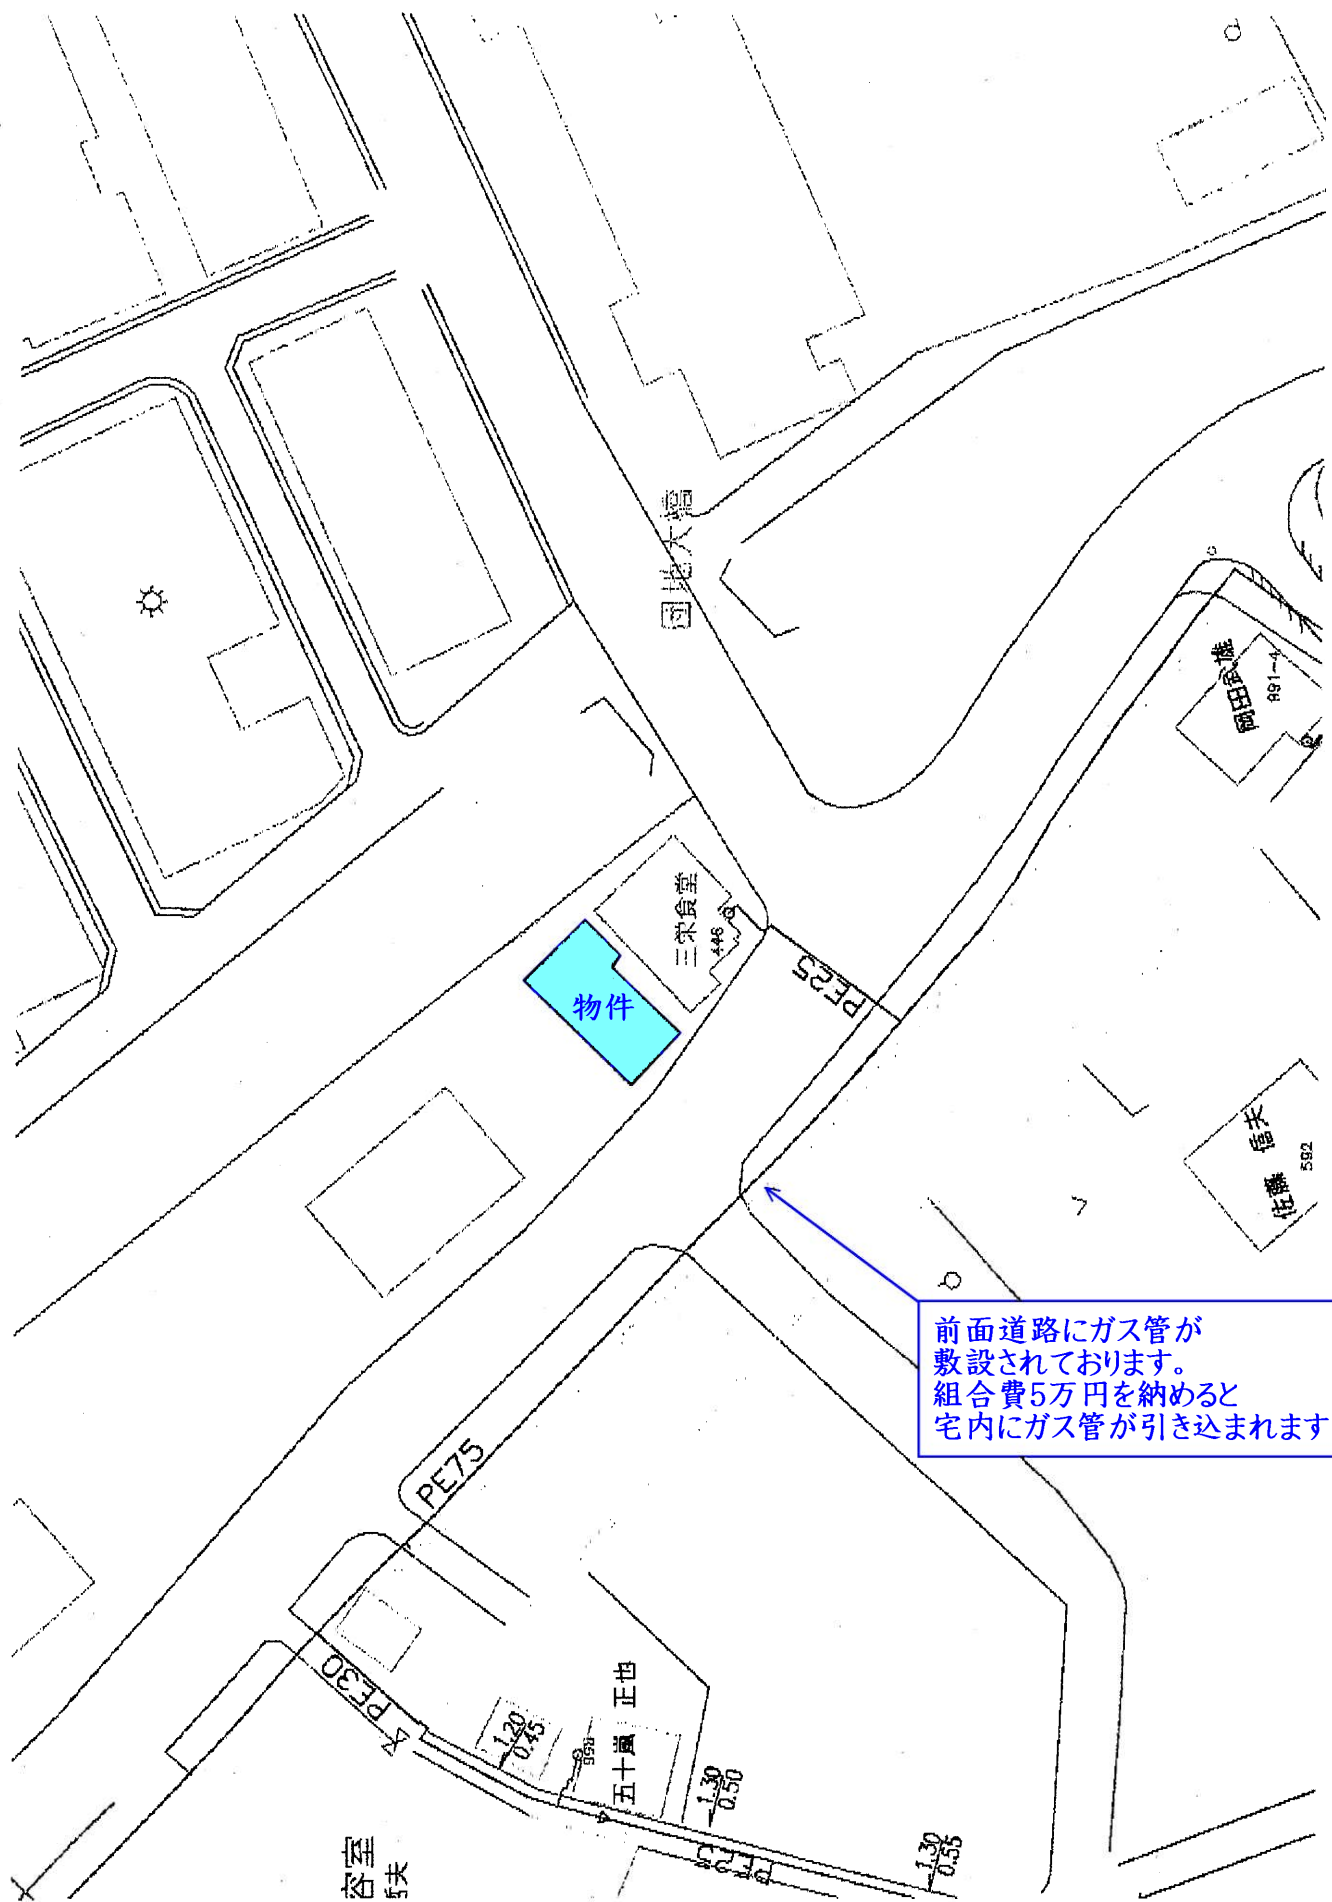 団地大橋
岡田武雄
891-4
三栄食堂
446
物件
PE25
佐藤 信夫
592
前面道路にガス管が
敷設されております。
組合費5万円を納めると
宅内にガス管が引き込まれます
PE75
PE30
1.20
0.45
五十嵐 正也
1.30
0.50
PE25
1.30
0.55
容室